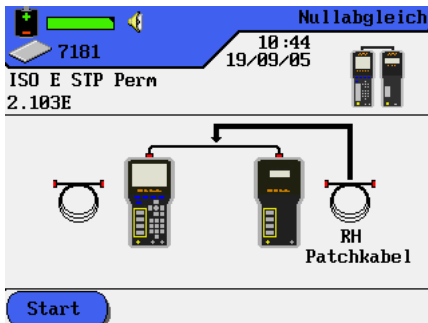 Nullabgleich
7181
10:44
19/09/05
ISO E STP Perm
2.103E
RH
Patchkabel
Start